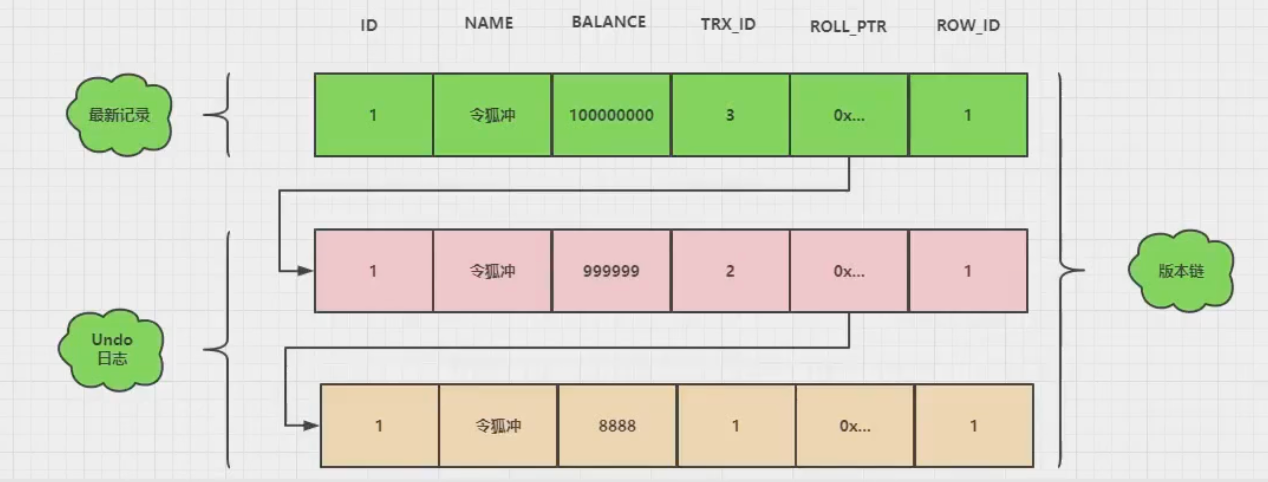 ID NAME BALANCE TRX_ID ROLL_PTR ROW_ID
最新记录
1 令狐冲 100000000 3 0x... 1
1 令狐冲 999999 2 0x... 1
版本链
Undo
日志
1 令狐冲 8888 1 0x... 1